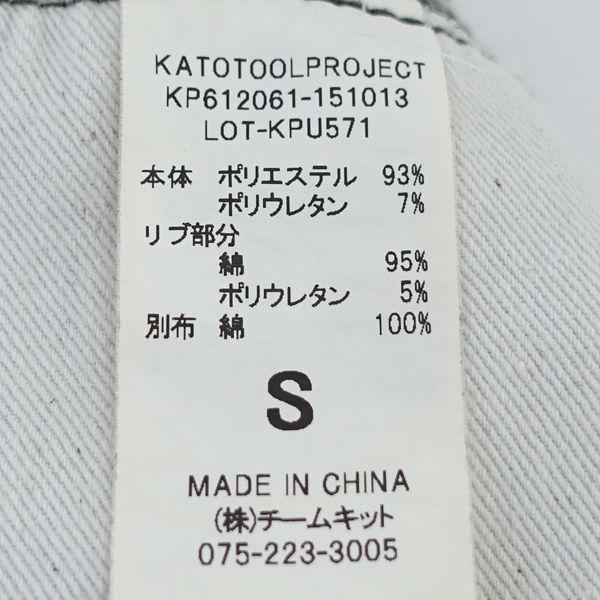 KATOTOOLPROJECT
KP612061-151013
LOT-KPU571
本体 ポリエステル 93%
ポリウレタン 7%
リブ部分
綿 95%
ポリウレタン 5%
別布 綿 100%
S
MADE IN CHINA
(株)チームキット
075-223-3005